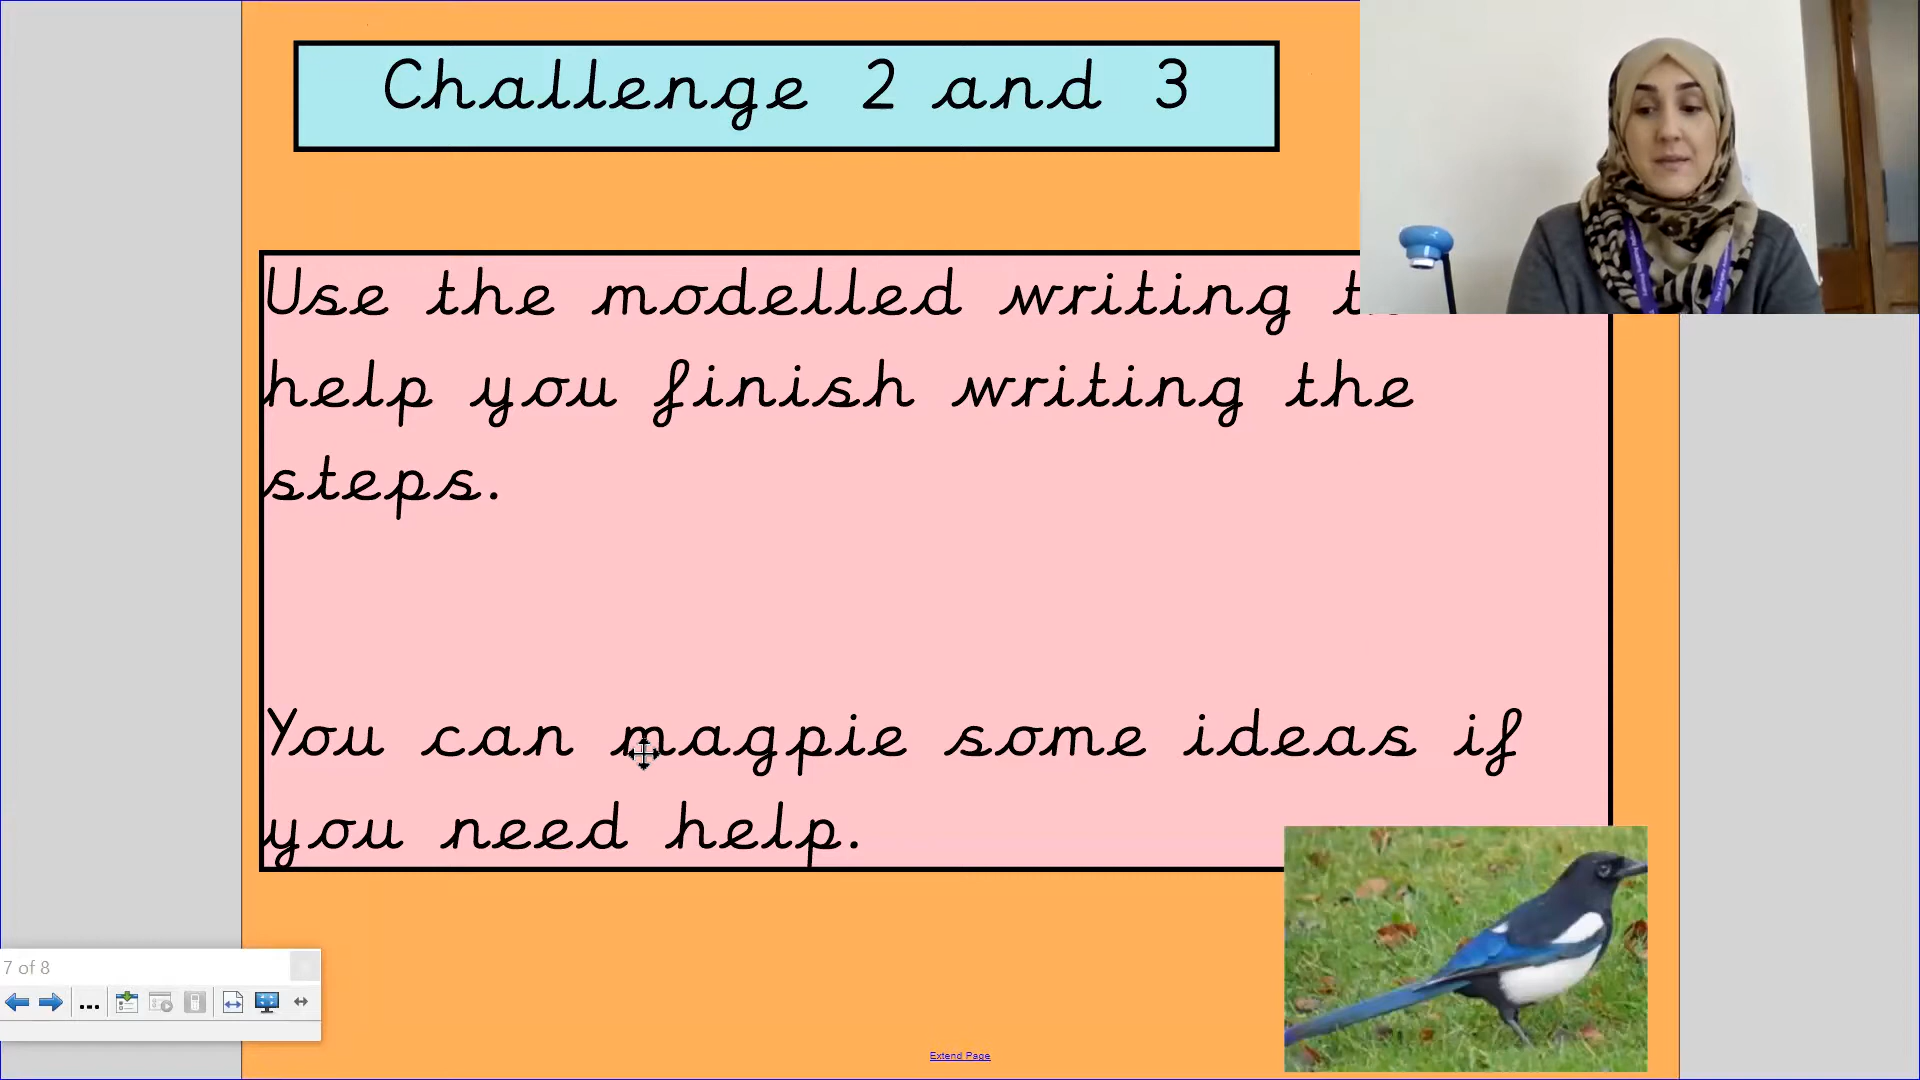 Challenge 2 and 3
Use the modelled writing
help you finish writing the
steps.
You can magpie some ideas if
you need help.
7 of 8
Extend Page